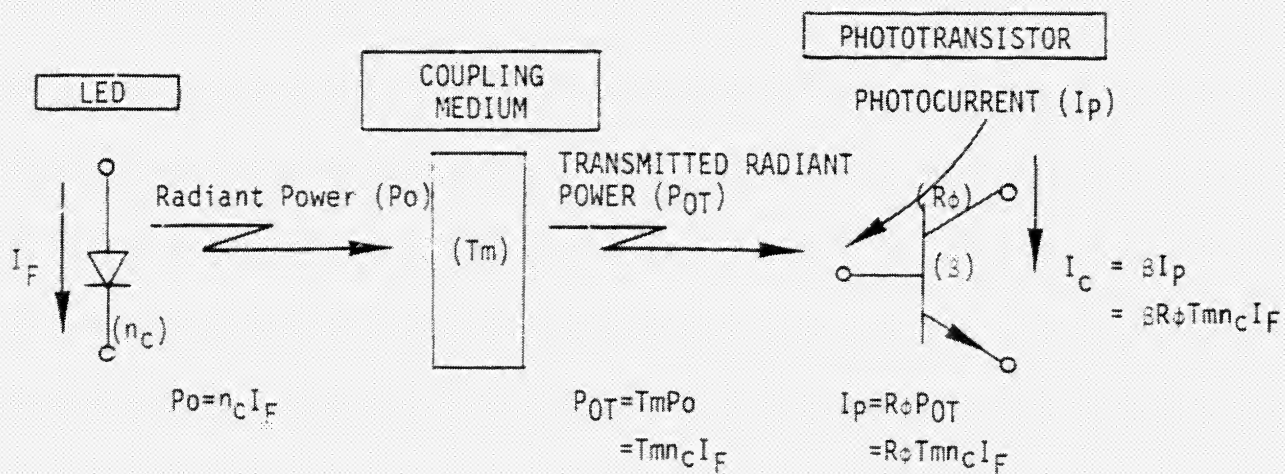 LED
COUPLING
MEDIUM
PHOTOTRANSISTOR
PHOTOCURRENT (Ip)
Radiant Power (Po)
TRANSMITTED RADIANT
POWER (POT)
IF
(nc)
(Tm)
(Rϕ)
(β)
Ic = βIp
= βRϕTmncIF
Po=ncIF
POT=TmPo
=TmncIF
Ip=RϕPOT
=RϕTmncIF